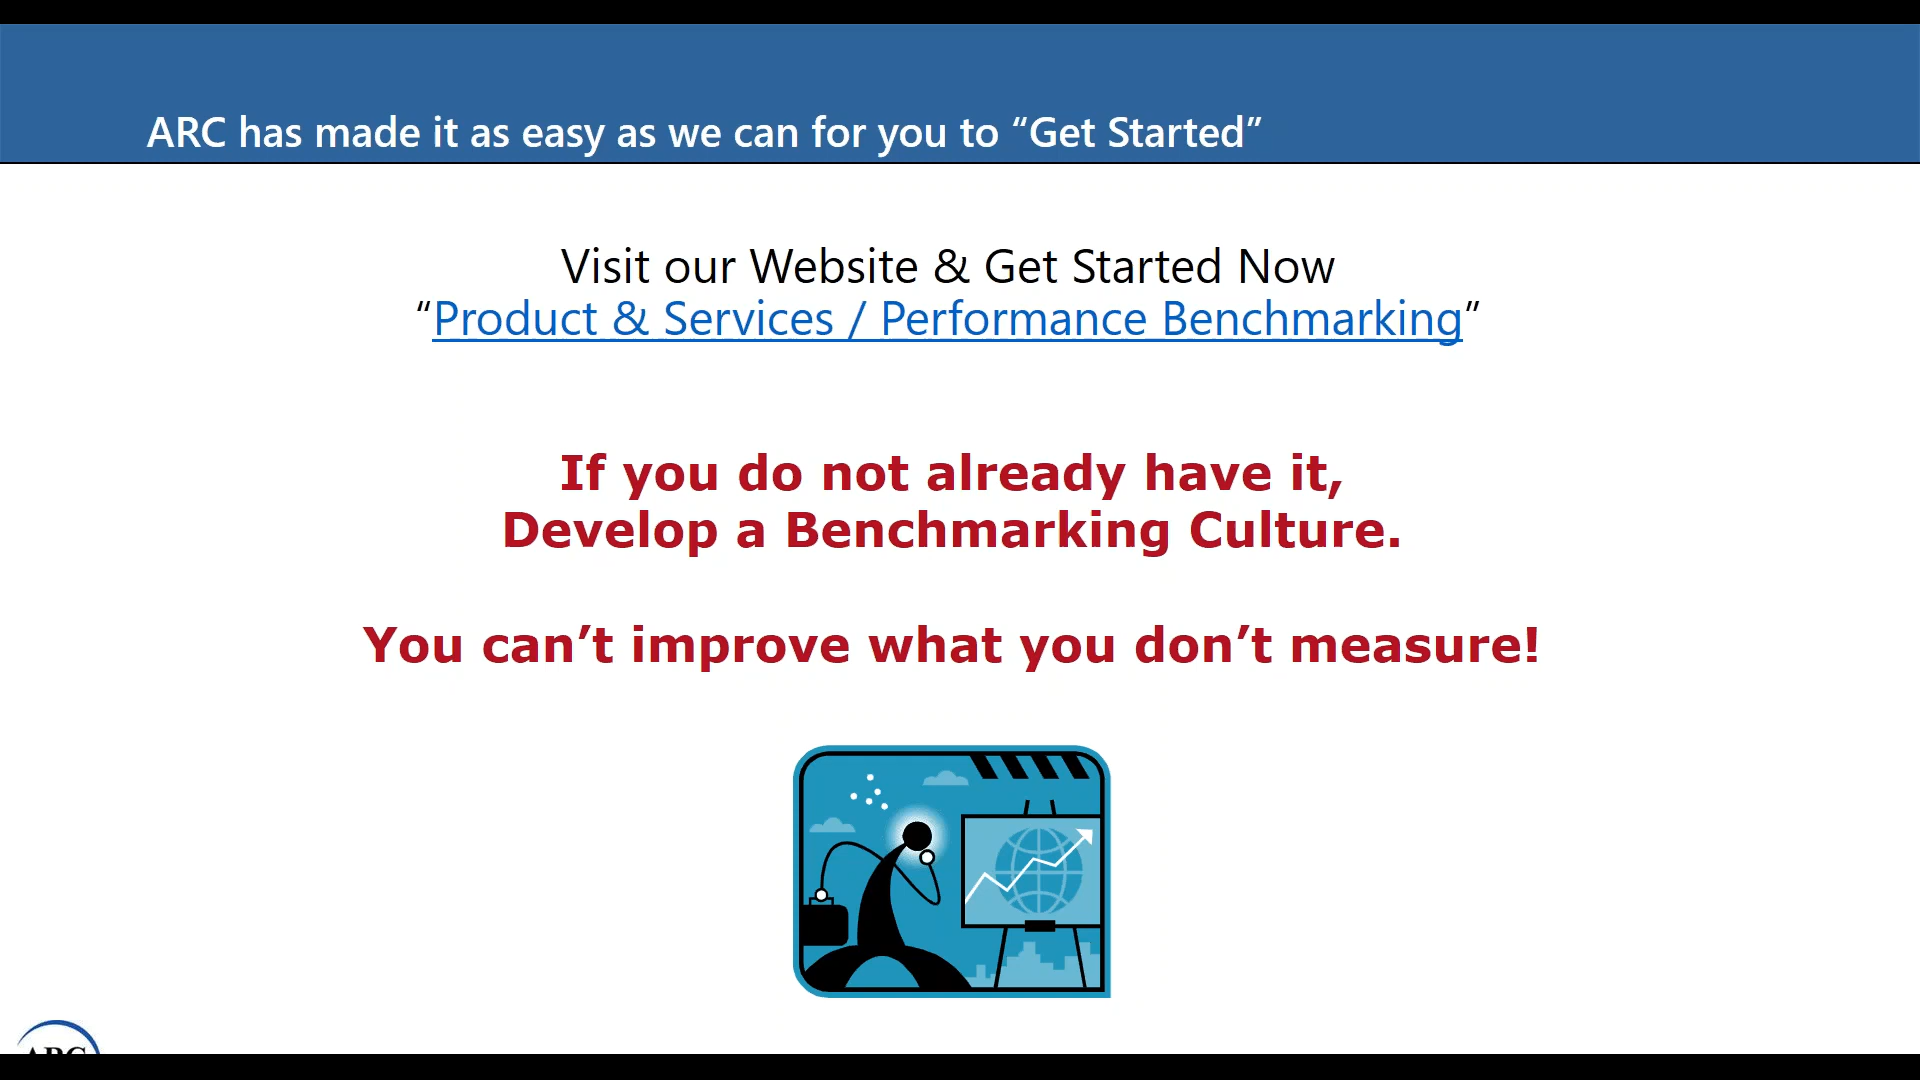 ARC has made it as easy as we can for you to “Get Started”
Visit our Website & Get Started Now
“Product & Services / Performance Benchmarking”
If you do not already have it,
Develop a Benchmarking Culture.
You can’t improve what you don’t measure!
ARC